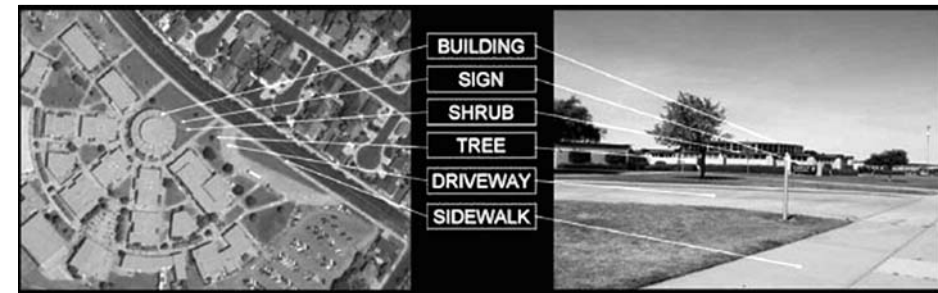 BUILDING
SIGN
SHRUB
TREE
DRIVEWAY
SIDEWALK